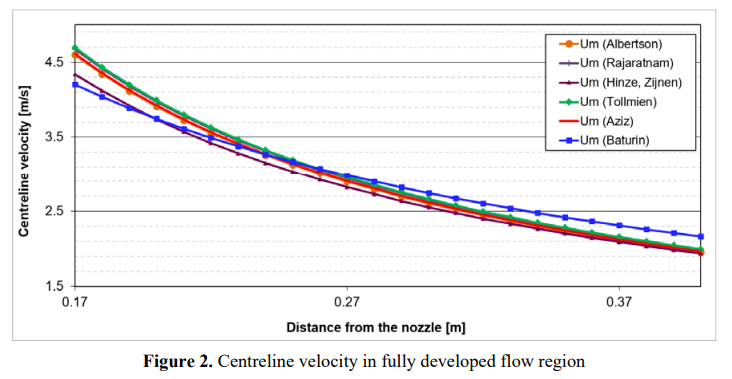 4.5
3.5
2.5
1.5
Centreline velocity [m/s]
Um (Albertson)
Um (Rajaratnam)
Um (Hinze, Zijnen)
Um (Tollmien)
Um (Aziz)
Um (Baturin)
0.17
0.27
0.37
Distance from the nozzle [m]
Figure 2. Centreline velocity in fully developed flow region